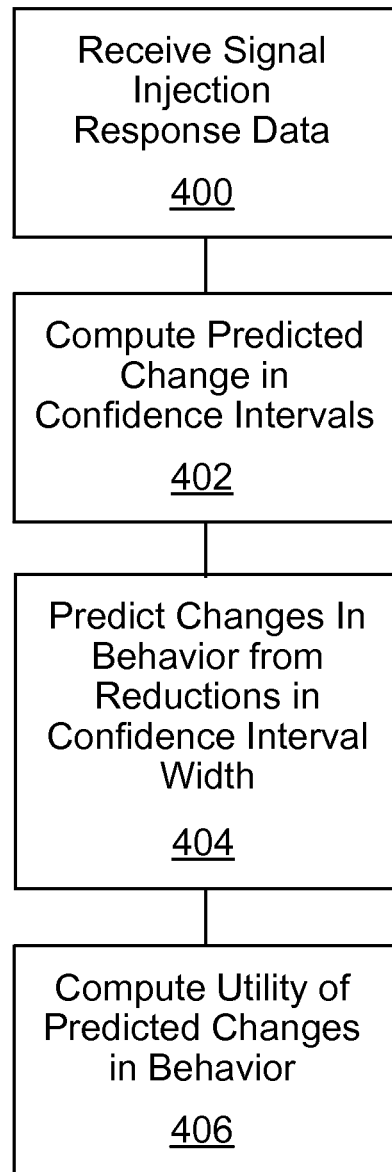 Receive Signal
Injection
Response Data
400
Compute Predicted
Change in
Confidence Intervals
402
Predict Changes In
Behavior from
Reductions in
Confidence Interval
Width
404
Compute Utility of
Predicted Changes
in Behavior
406